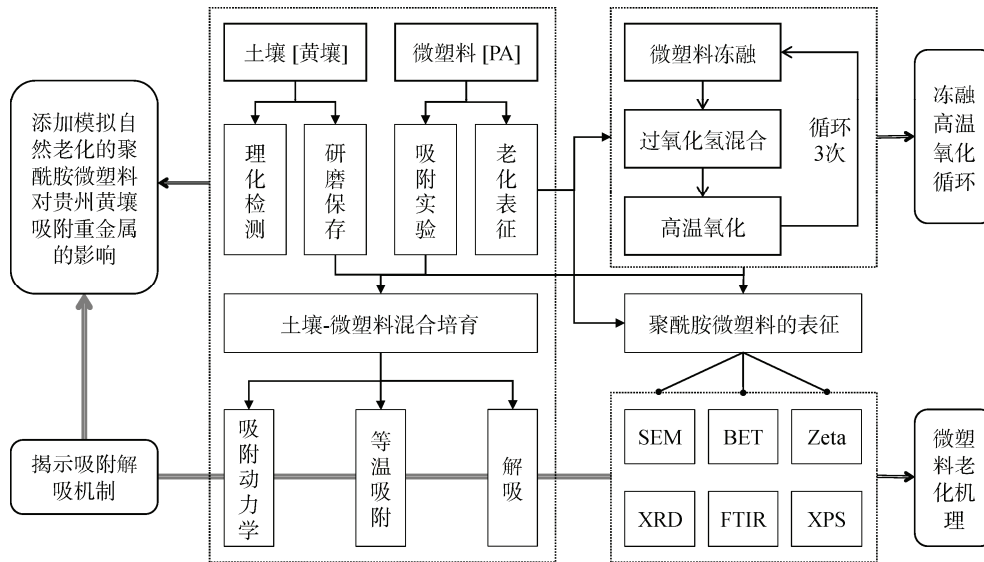 土壤 [黄壤]
微塑料 [PA]
理化检测
研磨保存
吸附实验
老化表征
土壤-微塑料混合培育
吸附动力学
等温吸附
解吸
添加模拟自
然老化的聚
酰胺微塑料
对贵州黄壤
吸附重金属
的影响
揭示吸附解
吸机制
微塑料冻融
过氧化氢混合
高温氧化
循环
3次
冻融
高温
氧化
循环
聚酰胺微塑料的表征
SEM
BET
Zeta
XRD
FTIR
XPS
微塑
料老
化机
理